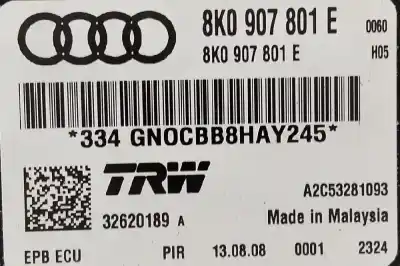 8K0 907 801 E 0060
8K0 907 801 E H05
*334 GNOCBB8HAY245*
TRW A2C53281093
32620189 A Made in Malaysia
EPB ECU PIR 13.08.08 0001 2324